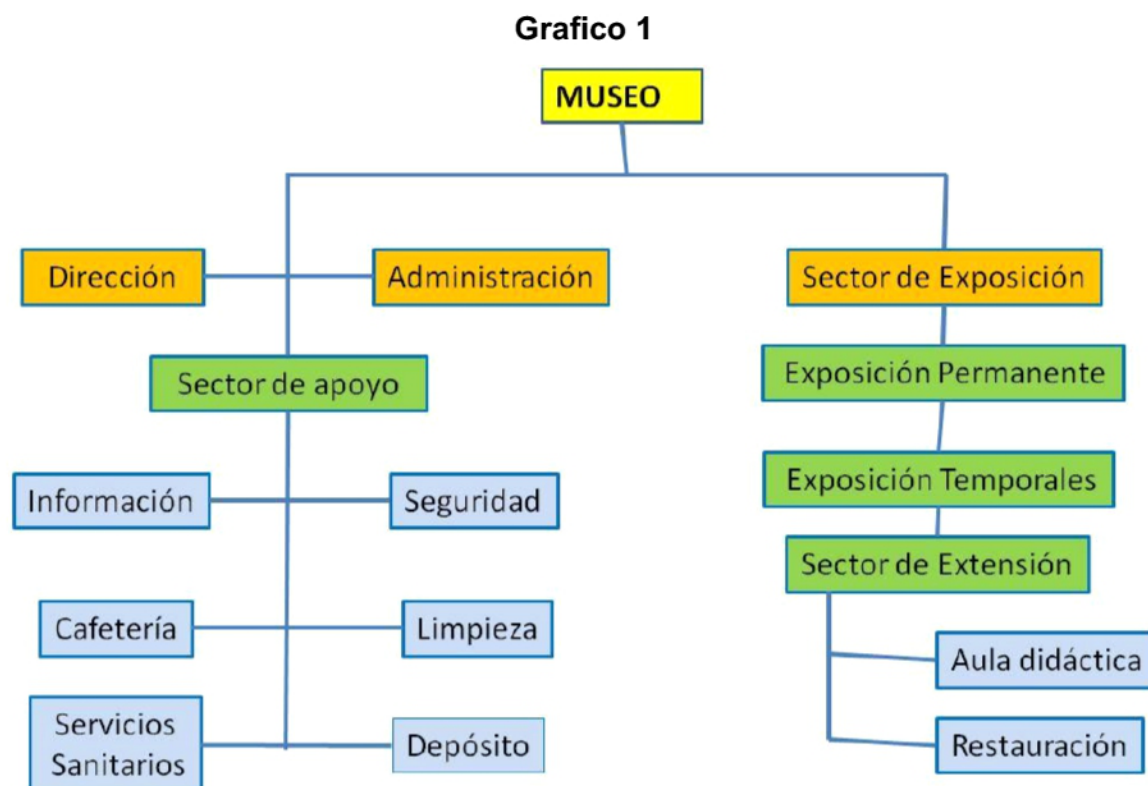 Grafico 1
MUSEO
Dirección
Administración
Sector de Exposición
Sector de apoyo
Exposición Permanente
Información
Seguridad
Exposición Temporales
Sector de Extensión
Cafetería
Limpieza
Aula didáctica
Servicios
Sanitarios
Depósito
Restauración